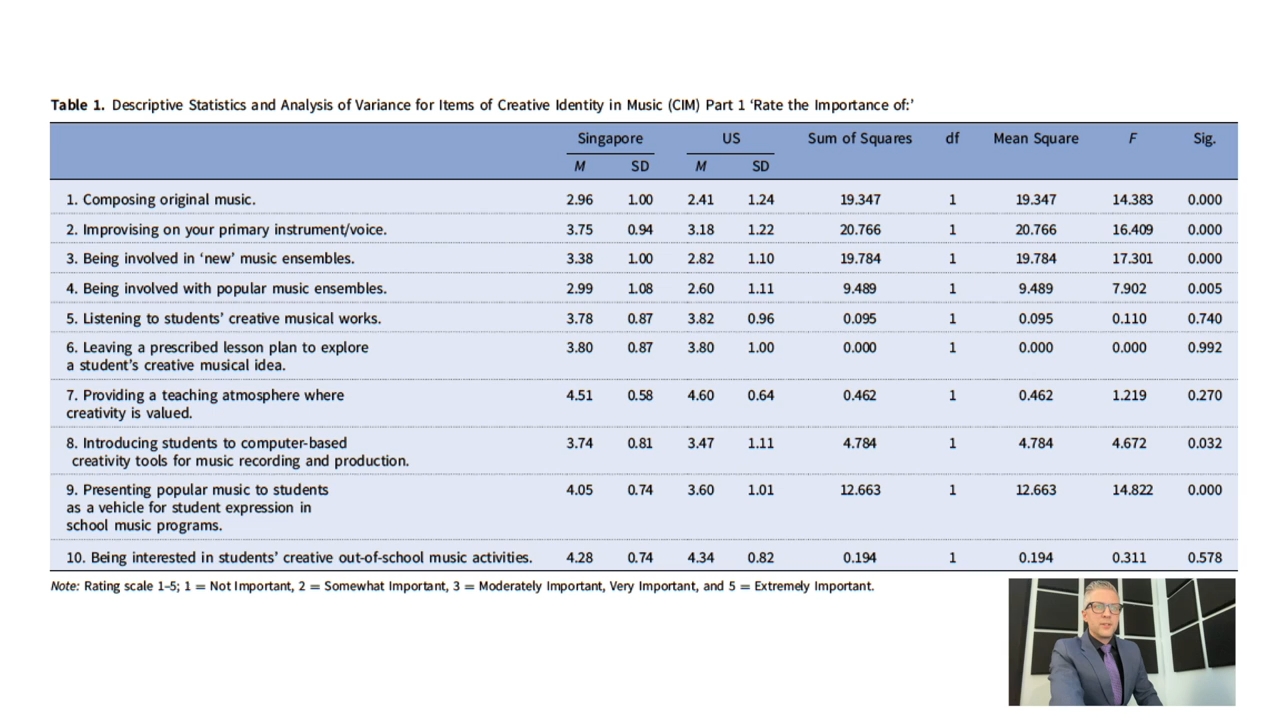 Table 1. Descriptive Statistics and Analysis of Variance for Items of Creative Identity in Music (CIM) Part 1 ‘Rate the Importance of:’
Singapore US Sum of Squares df Mean Square F Sig.
M SD M SD
1. Composing original music. 2.96 1.00 2.41 1.24 19.347 1 19.347 14.383 0.000
2. Improvising on your primary instrument/voice. 3.75 0.94 3.18 1.22 20.766 1 20.766 16.409 0.000
3. Being involved in ‘new’ music ensembles. 3.38 1.00 2.82 1.10 19.784 1 19.784 17.301 0.000
4. Being involved with popular music ensembles. 2.99 1.08 2.60 1.11 9.489 1 9.489 7.902 0.005
5. Listening to students’ creative musical works. 3.78 0.87 3.82 0.96 0.095 1 0.095 0.110 0.740
6. Leaving a prescribed lesson plan to explore 3.80 0.87 3.80 1.00 0.000 1 0.000 0.000 0.992
a student’s creative musical idea.
7. Providing a teaching atmosphere where 4.51 0.58 4.60 0.64 0.462 1 0.462 1.219 0.270
creativity is valued.
8. Introducing students to computer-based 3.74 0.81 3.47 1.11 4.784 1 4.784 4.672 0.032
creativity tools for music recording and production.
9. Presenting popular music to students 4.05 0.74 3.60 1.01 12.663 1 12.663 14.822 0.000
as a vehicle for student expression in
school music programs.
10. Being interested in students’ creative out-of-school music activities. 4.28 0.74 4.34 0.82 0.194 1 0.194 0.311 0.578
Note: Rating scale 1–5; 1 = Not Important, 2 = Somewhat Important, 3 = Moderately Important, Very Important, and 5 = Extremely Important.